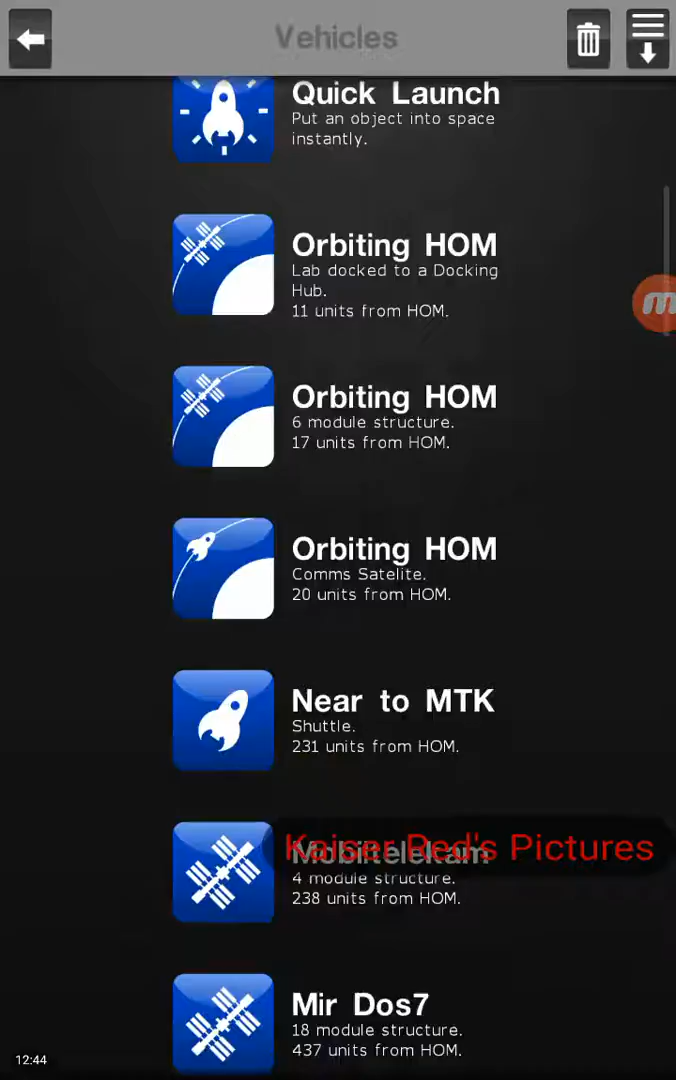 Vehicles
Quick Launch
Put an object into space
instantly.
Orbiting HOM
Lab docked to a Docking
Hub.
11 units from HOM.
Orbiting HOM
6 module structure.
17 units from HOM.
Orbiting HOM
Comms Satelite.
20 units from HOM.
Near to MTK
Shuttle.
231 units from HOM.
Kaiser Red's Pictures
4 module structure.
238 units from HOM.
Mir Dos7
18 module structure.
437 units from HOM.
12:44